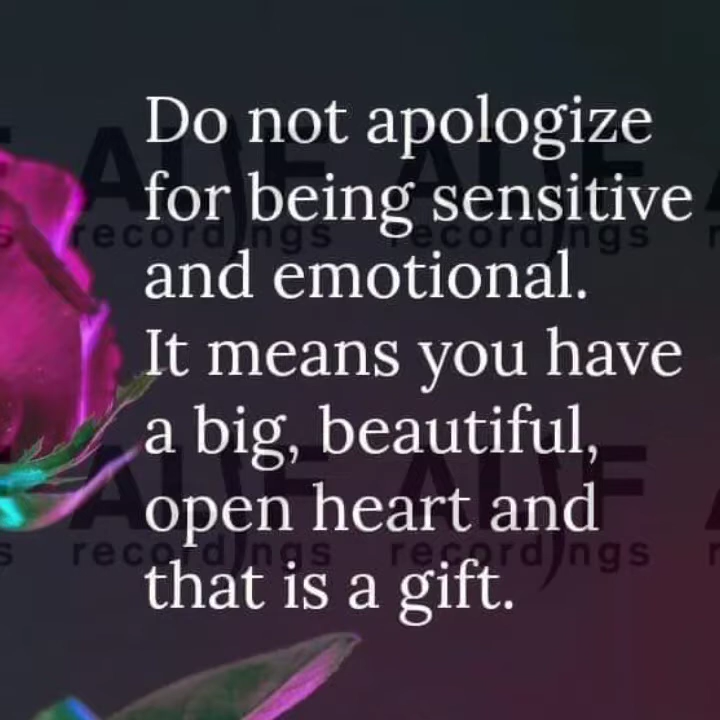 Do not apologize
for being sensitive
and emotional.
It means you have
a big, beautiful,
open heart and
that is a gift.
recordings recordings
recordings recordings